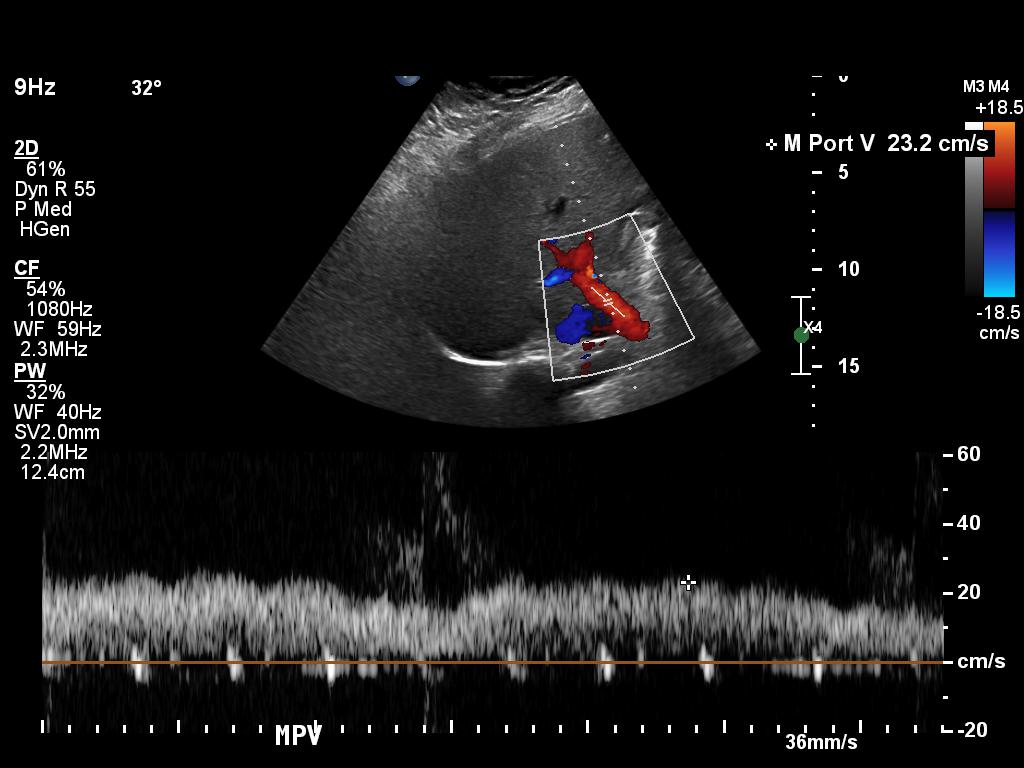 9Hz
32°
2D
61%
Dyn R 55
P Med
HGen
CF
54%
1080Hz
WF 59Hz
2.3MHz
PW
32%
WF 40Hz
SV2.0mm
2.2MHz
12.4cm
M3 M4
+18.5
M Port V 23.2 cm/s
-18.5
cm/s
0
5
10
X4
15
60
40
20
cm/s
-20
MPV
36mm/s